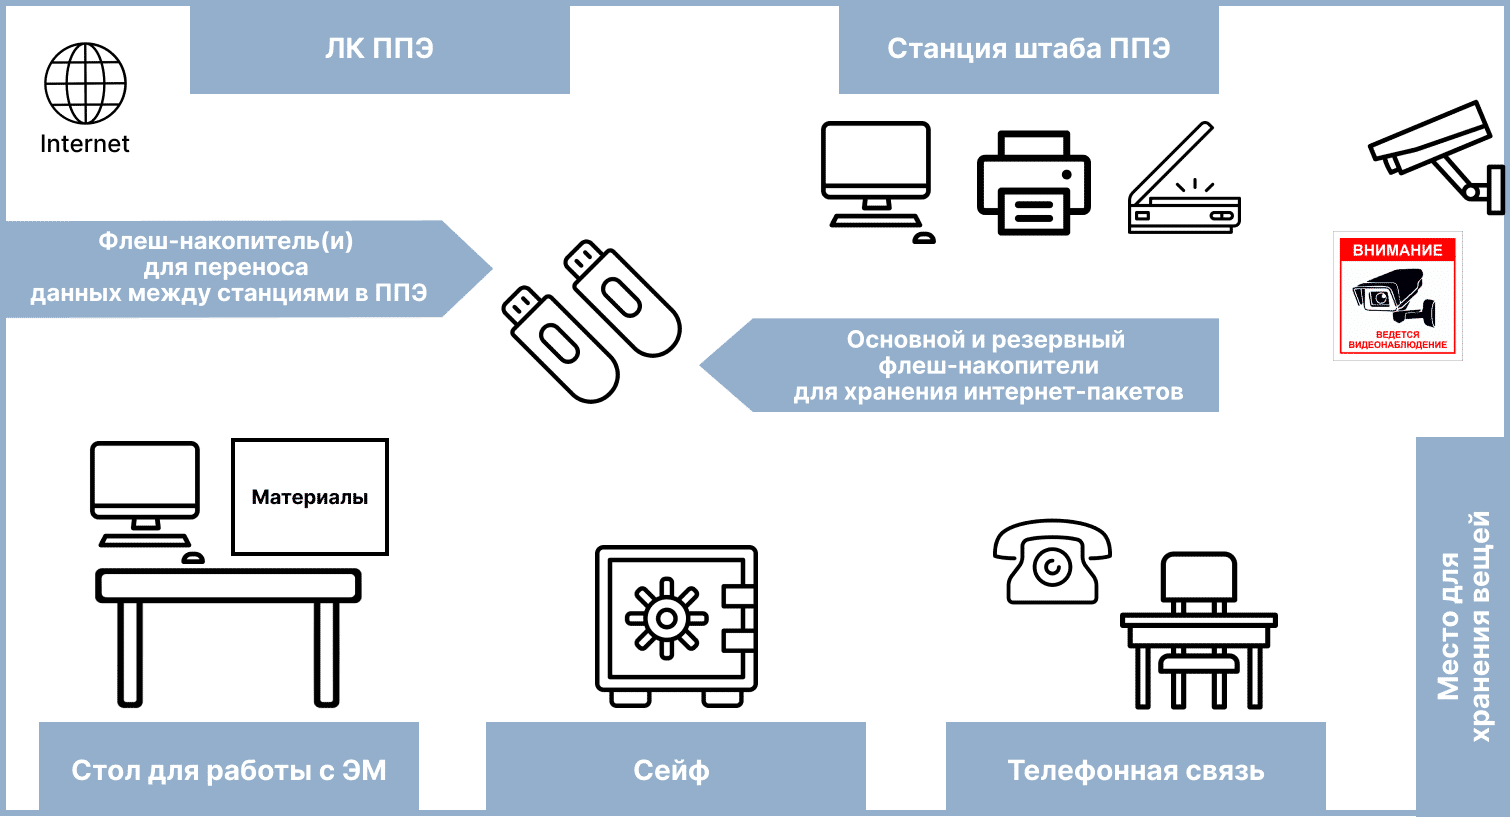 ЛК ППЭ
Станция штаба ППЭ
Internet
Флеш-накопитель(и)
для переноса
данных между станциями в ППЭ
ВНИМАНИЕ
ВЕДЕТСЯ
ВИДЕОНАБЛЮДЕНИЕ
Основной и резервный
флеш-накопители
для хранения интернет-пакетов
Материалы
Место для
хранения вещей
Стол для работы с ЭМ
Сейф
Телефонная связь